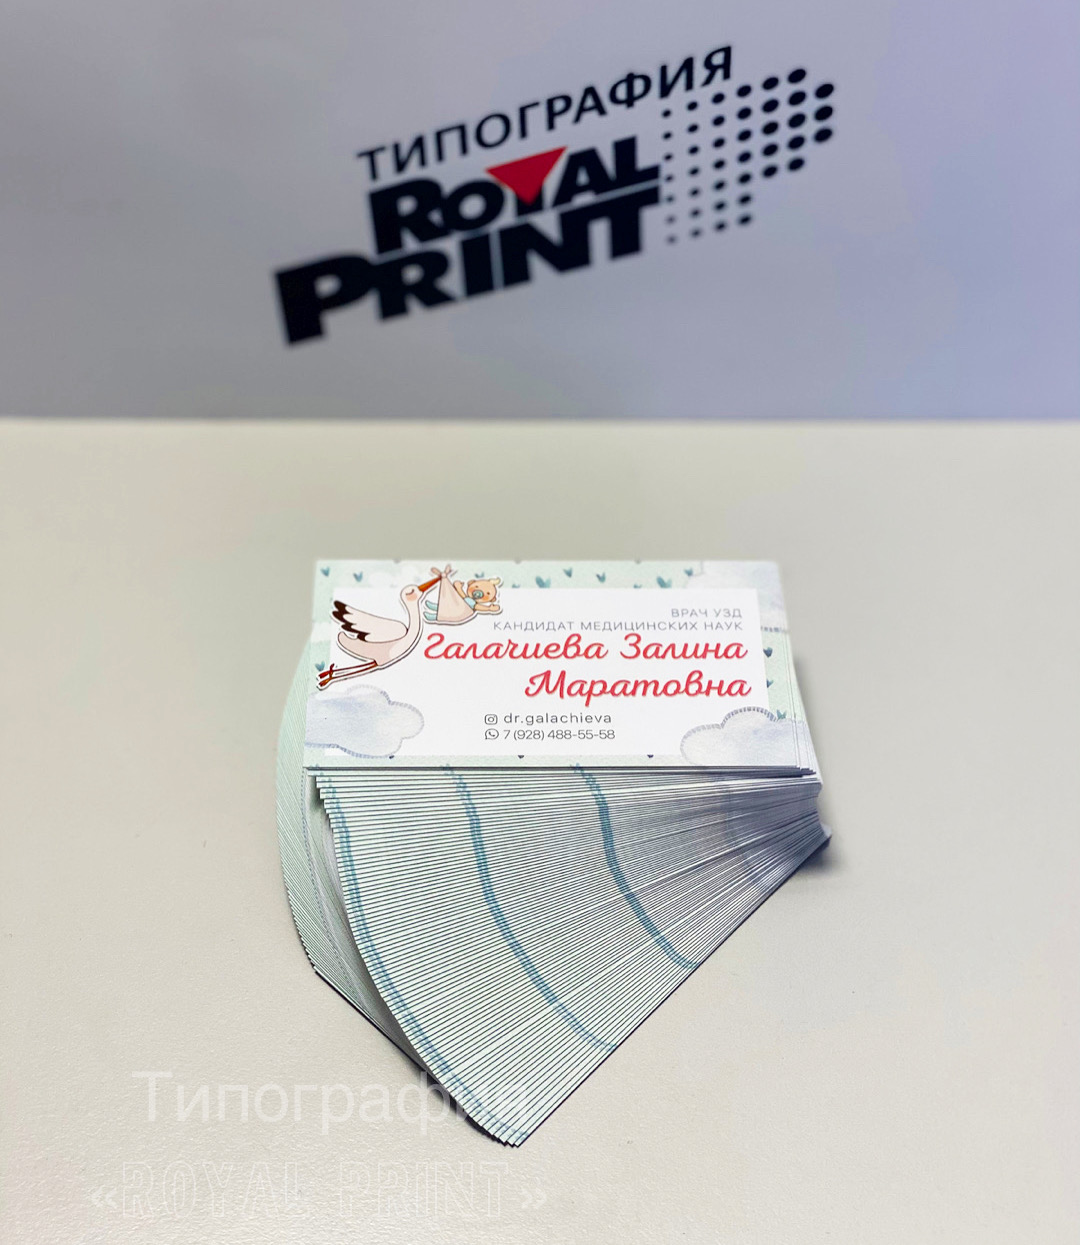 ТИПОГРАФИЯ
ROYAL
PRINT
ВРАЧ УЗД
КАНДИДАТ МЕДИЦИНСКИХ НАУК
Галачиева Залина
Маратовна
dr.galachieva
7 (928) 488-55-58
Типография
«ROYAL PRINT»